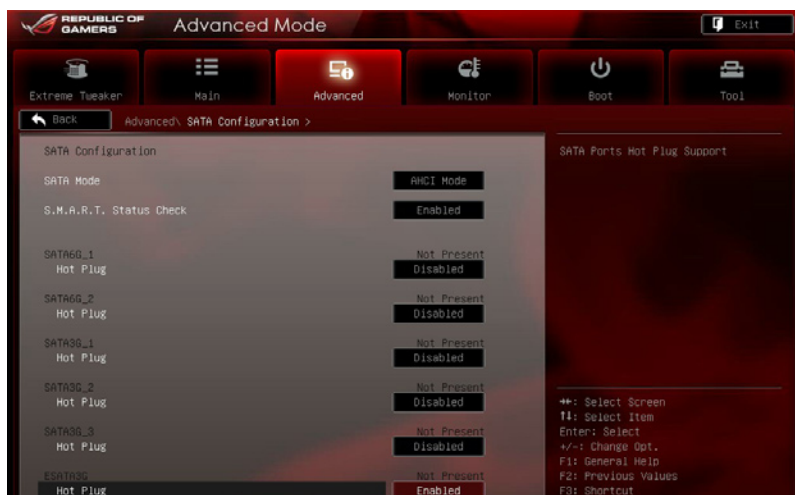 REPUBLIC OF
GAMERS
Advanced Mode
Exit
Extreme Tweaker
Main
Advanced
Monitor
Boot
Tool
Back
Advanced\ SATA Configuration >
SATA Configuration
SATA Ports Hot Plug Support
SATA Mode
AHCI Mode
S.M.A.R.T. Status Check
Enabled
SATA6G_1
Not Present
Hot Plug
Disabled
SATA6G_2
Not Present
Hot Plug
Disabled
SATA3G_1
Not Present
Hot Plug
Disabled
SATA3G_2
Not Present
Hot Plug
Disabled
SATA3G_3
Not Present
Hot Plug
Disabled
ESATA3G
Not Present
Hot Plug
Enabled
→←: Select Screen
↑↓: Select Item
Enter: Select
+/-: Change Opt.
F1: General Help
F2: Previous Values
F3: Shortcut